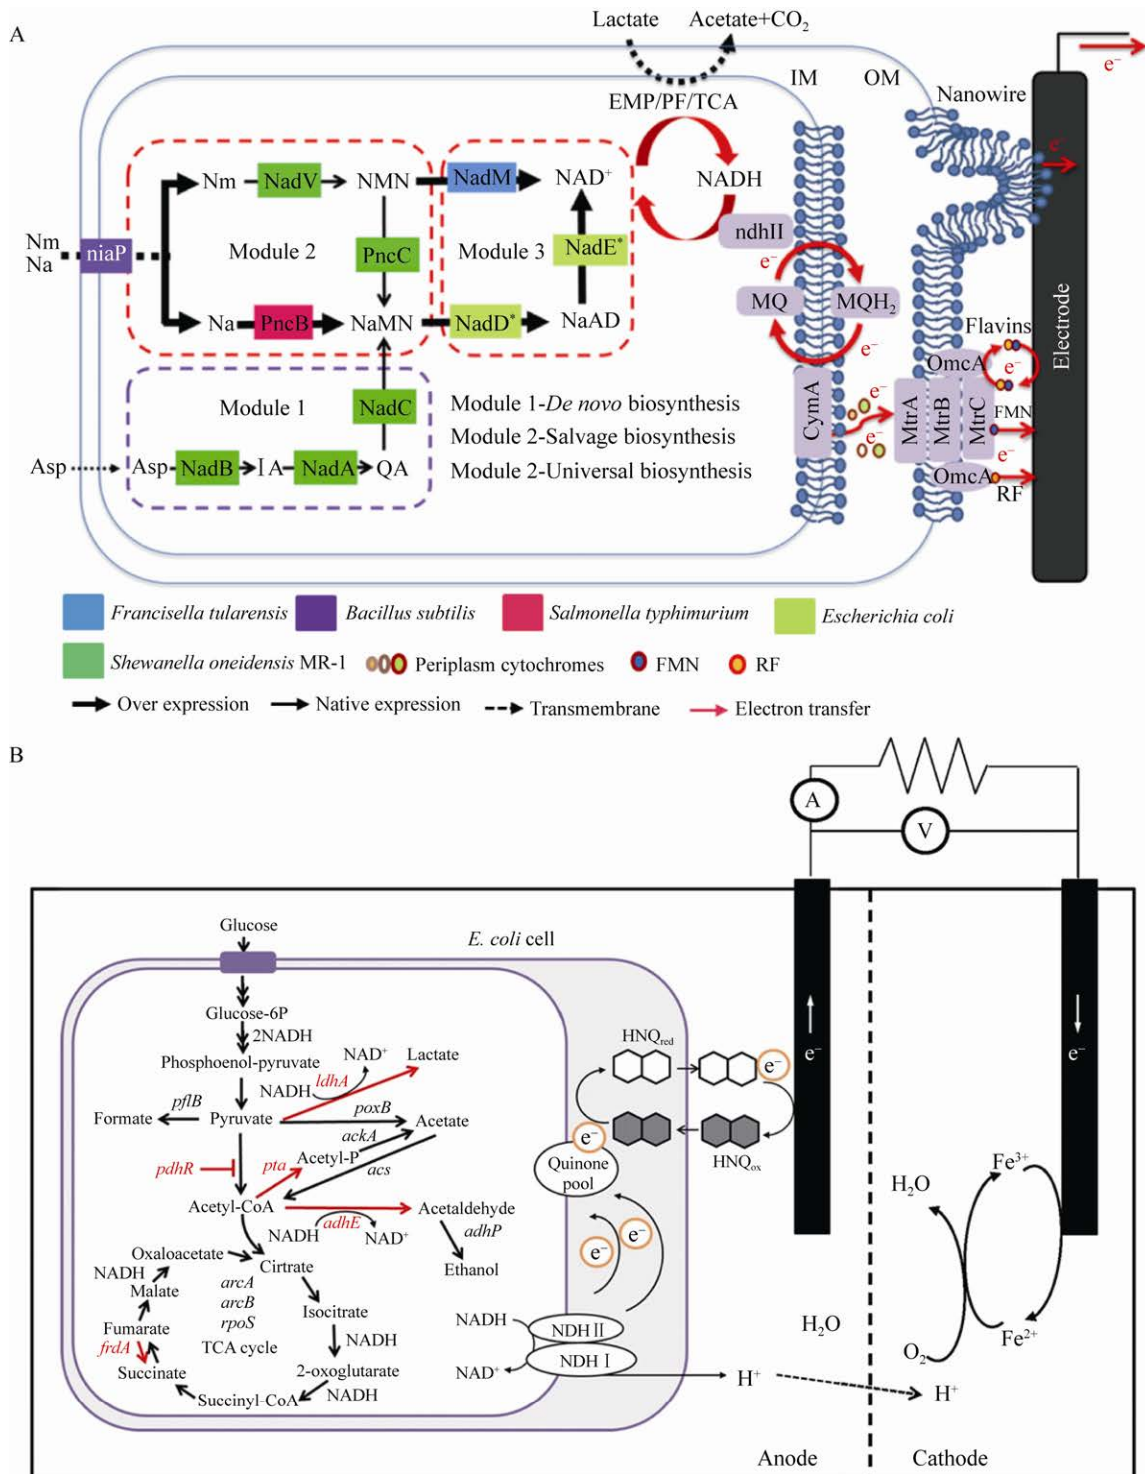 A
Lactate Acetate+CO₂
e⁻
IM OM
EMP/PF/TCA
Nanowire
e⁻
Nm NadV NMN NadM NAD⁺
NADH
ndhII
Nm
Na
niaP
Module 2
PncC
Module 3
NadE*
e⁻
MQ MQH₂
e⁻
Na PncB NaMN NadD* NaAD
Electrode
Flavins
OmcA
e⁻
Module 1
NadC
Module 1-De novo biosynthesis
Module 2-Salvage biosynthesis
Module 2-Universal biosynthesis
CymA
e⁻
e⁻
MtrA
MtrB
MtrC
FMN
e⁻
OmcA
RF
Asp Asp NadB I A NadA QA
Francisella tularensis Bacillus subtilis Salmonella typhimurium Escherichia coli
Shewanella oneidensis MR-1 Periplasm cytochromes FMN RF
Over expression Native expression Transmembrane Electron transfer
B
A
V
Glucose
E. coli cell
Glucose-6P
2NADH
Phosphoenol-pyruvate
NAD⁺
Lactate
NADH
ldhA
pflB
Formate
Pyruvate
poxB
Acetate
ackA
Acetyl-P
acs
pdhR
pta
Acetyl-CoA
Acetaldehyde
NADH
adhE
NAD⁺
adhP
Ethanol
Oxaloacetate
Cirtrate
NADH
Malate
arcA
arcB
rpoS
TCA cycle
Isocitrate
NADH
Fumarate
frdA
Succinate
2-oxoglutarate
NADH
Succinyl-CoA
HNQred
e⁻
e⁻
HNQox
Quinone
pool
e⁻
e⁻
NADH
NAD⁺
NDH II
NDH I
H⁺
H₂O
e⁻
e⁻
Fe³⁺
H₂O
Fe²⁺
O₂
H⁺
Anode Cathode